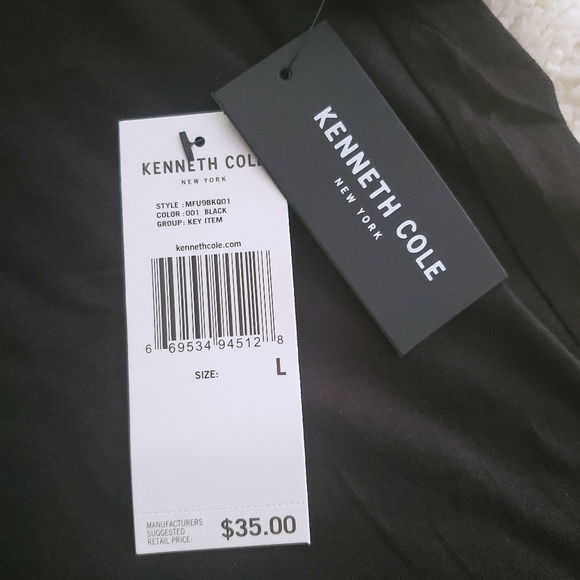 KENNETH COLE
NEW YORK
STYLE : MFU9BKQ01
COLOR : 001 BLACK
GROUP: KEY ITEM
kennethcole.com
6 69534 94512 8
SIZE: L
MANUFACTURERS
SUGGESTED
RETAIL PRICE: $35.00
KENNETH COLE
NEW YORK